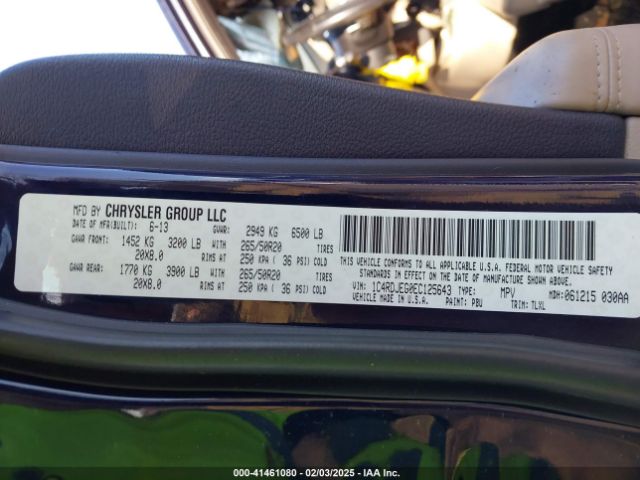 MFD BY CHRYSLER GROUP LLC
DATE OF MFR(BUILT): 6-13 GVWR: 2949 KG 6500 LB
GAWR FRONT: 1452 KG 3200 LB WITH 265/50R20 TIRES
20X8.0 RIMS AT 250 KPA ( 36 PSI) COLD
GAWR REAR: 1770 KG 3900 LB WITH 265/50R20 TIRES
20X8.0 RIMS AT 250 KPA ( 36 PSI) COLD
THIS VEHICLE CONFORMS TO ALL APPLICABLE U.S.A. FEDERAL MOTOR VEHICLE SAFETY
STANDARDS IN EFFECT ON THE DATE OF MANUFACTURE SHOWN ABOVE.
VIN: 1C4RDJEG0EC125643 TYPE: MPV MDH: 061215 030AA
VEHICLE MADE IN U.S.A. PAINT: PBU TRIM: TLXL
000-41461080 - 02/03/2025 - IAA Inc.